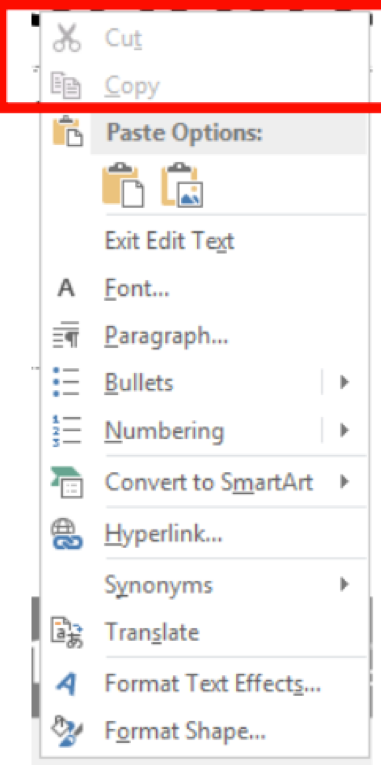 Cut
Copy
Paste Options:
Exit Edit Text
Font...
Paragraph...
Bullets
Numbering
Convert to SmartArt
Hyperlink...
Synonyms
Translate
Format Text Effects...
Format Shape...